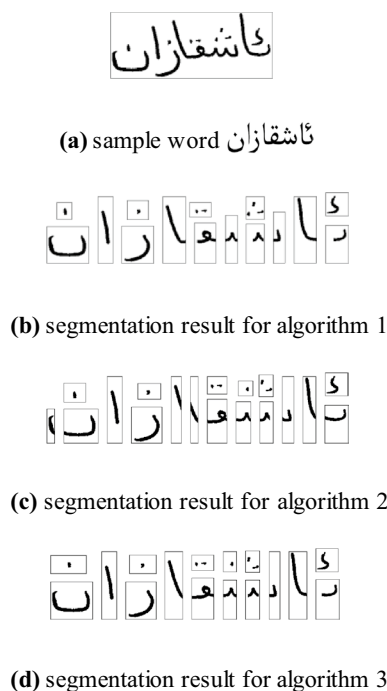 ئاشقازان
(a) sample word ئاشقازان
(b) segmentation result for algorithm 1
(c) segmentation result for algorithm 2
(d) segmentation result for algorithm 3